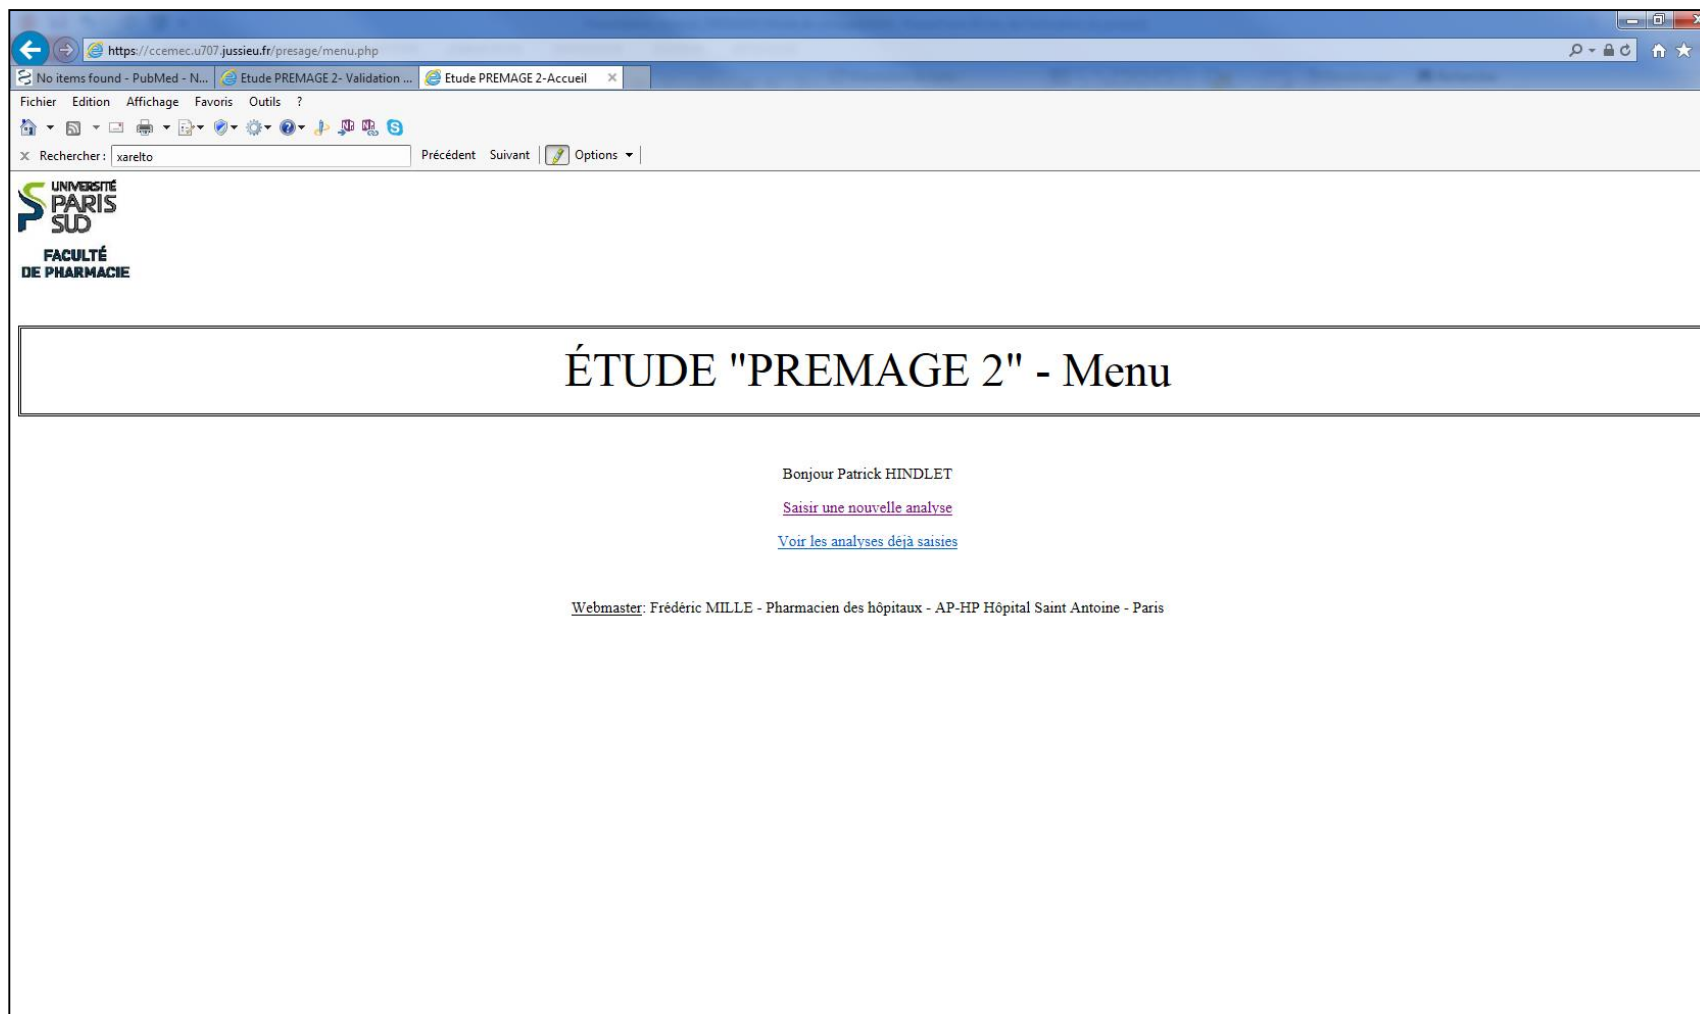 https://ccemec.u707.jussieu.fr/presage/menu.php
No items found - PubMed - N... Etude PREMAGE 2- Validation ... Etude PREMAGE 2-Accueil
Fichier Edition Affichage Favoris Outils ?
Rechercher: xarelto Précédent Suivant Options
UNIVERSITÉ
PARIS
SUD
FACULTÉ
DE PHARMACIE
ÉTUDE "PREMAGE 2" - Menu
Bonjour Patrick HINDLET
Saisir une nouvelle analyse
Voir les analyses déjà saisies
Webmaster: Frédéric MILLE - Pharmacien des hôpitaux - AP-HP Hôpital Saint Antoine - Paris